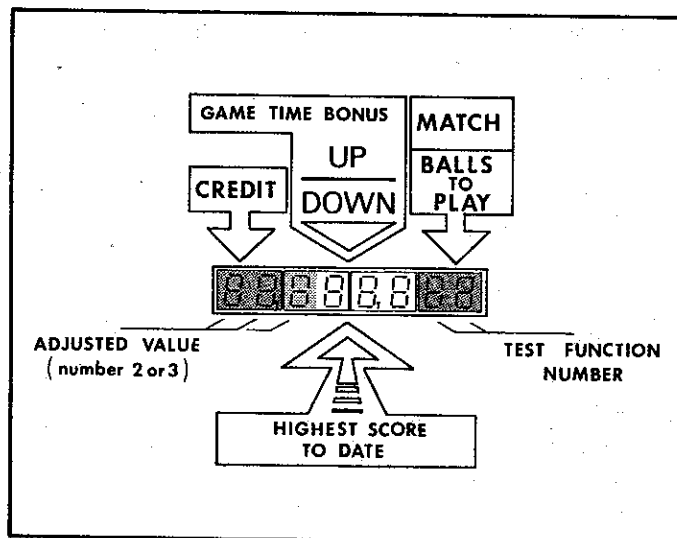 GAME TIME BONUS
UP
DOWN
MATCH
BALLS
TO
PLAY
CREDIT
ADJUSTED VALUE
(number 2 or 3)
TEST FUNCTION
NUMBER
HIGHEST SCORE
TO DATE